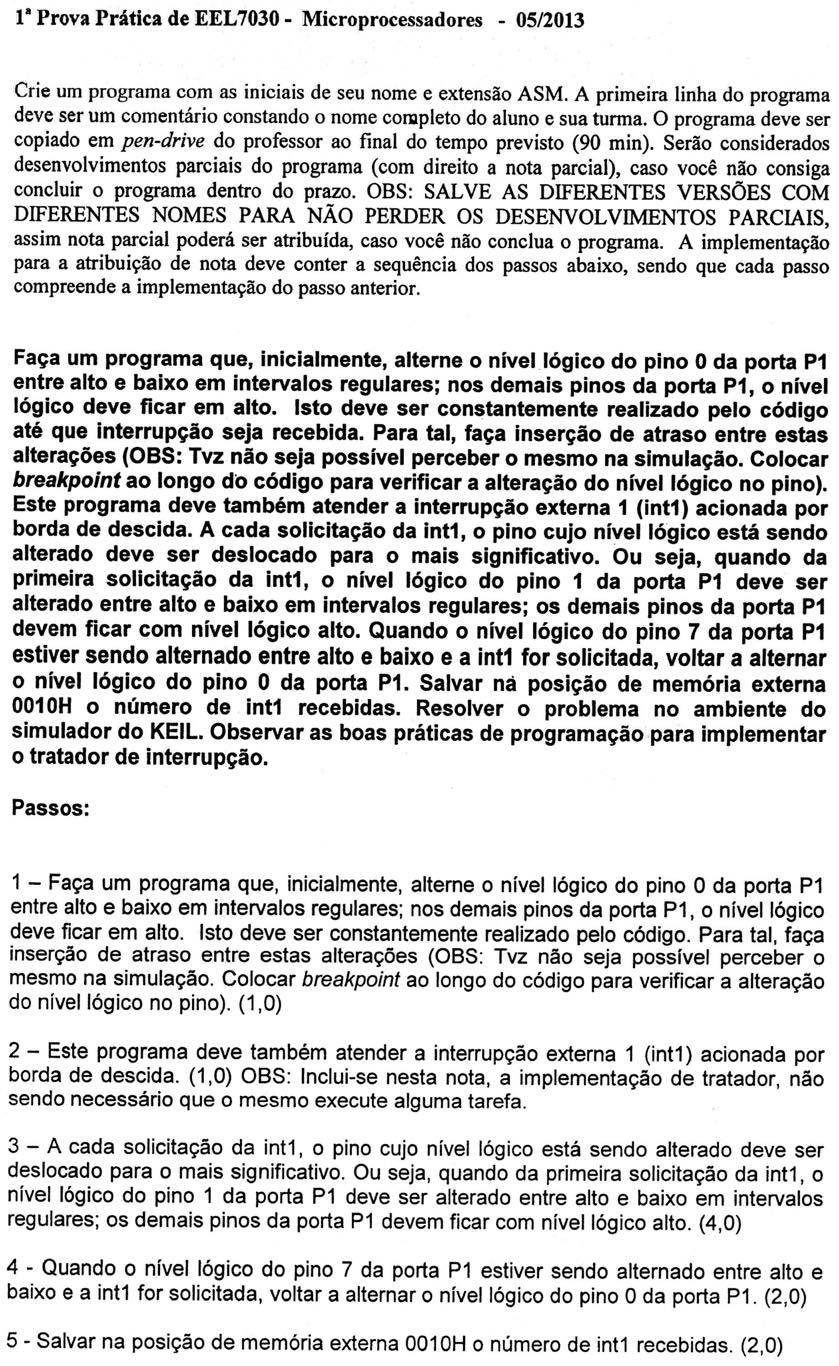 1ª Prova Prática de EEL7030 - Microprocessadores - 05/2013
Crie um programa com as iniciais de seu nome e extensão ASM. A primeira linha do programa
deve ser um comentário constando o nome completo do aluno e sua turma. O programa deve ser
copiado em pen-drive do professor ao final do tempo previsto (90 min). Serão considerados
desenvolvimentos parciais do programa (com direito a nota parcial), caso você não consiga
concluir o programa dentro do prazo. OBS: SALVE AS DIFERENTES VERSÕES COM
DIFERENTES NOMES PARA NÃO PERDER OS DESENVOLVIMENTOS PARCIAIS,
assim nota parcial poderá ser atribuída, caso você não conclua o programa. A implementação
para a atribuição de nota deve conter a sequência dos passos abaixo, sendo que cada passo
compreende a implementação do passo anterior.
Faça um programa que, inicialmente, alterne o nível lógico do pino 0 da porta P1
entre alto e baixo em intervalos regulares; nos demais pinos da porta P1, o nível
lógico deve ficar em alto. Isto deve ser constantemente realizado pelo código
até que interrupção seja recebida. Para tal, faça inserção de atraso entre estas
alterações (OBS: Tvz não seja possível perceber o mesmo na simulação. Colocar
breakpoint ao longo do código para verificar a alteração do nível lógico no pino).
Este programa deve também atender a interrupção externa 1 (int1) acionada por
borda de descida. A cada solicitação da int1, o pino cujo nível lógico está sendo
alterado deve ser deslocado para o mais significativo. Ou seja, quando da
primeira solicitação da int1, o nível lógico do pino 1 da porta P1 deve ser
alterado entre alto e baixo em intervalos regulares; os demais pinos da porta P1
devem ficar com nível lógico alto. Quando o nível lógico do pino 7 da porta P1
estiver sendo alternado entre alto e baixo e a int1 for solicitada, voltar a alternar
o nível lógico do pino 0 da porta P1. Salvar na posição de memória externa
0010H o número de int1 recebidas. Resolver o problema no ambiente do
simulador do KEIL. Observar as boas práticas de programação para implementar
o tratador de interrupção.
Passos:
1 – Faça um programa que, inicialmente, alterne o nível lógico do pino 0 da porta P1
entre alto e baixo em intervalos regulares; nos demais pinos da porta P1, o nível lógico
deve ficar em alto. Isto deve ser constantemente realizado pelo código. Para tal, faça
inserção de atraso entre estas alterações (OBS: Tvz não seja possível perceber o
mesmo na simulação. Colocar breakpoint ao longo do código para verificar a alteração
do nível lógico no pino). (1,0)
2 – Este programa deve também atender a interrupção externa 1 (int1) acionada por
borda de descida. (1,0) OBS: Inclui-se nesta nota, a implementação de tratador, não
sendo necessário que o mesmo execute alguma tarefa.
3 – A cada solicitação da int1, o pino cujo nível lógico está sendo alterado deve ser
deslocado para o mais significativo. Ou seja, quando da primeira solicitação da int1, o
nível lógico do pino 1 da porta P1 deve ser alterado entre alto e baixo em intervalos
regulares; os demais pinos da porta P1 devem ficar com nível lógico alto. (4,0)
4 - Quando o nível lógico do pino 7 da porta P1 estiver sendo alternado entre alto e
baixo e a int1 for solicitada, voltar a alternar o nível lógico do pino 0 da porta P1. (2,0)
5 - Salvar na posição de memória externa 0010H o número de int1 recebidas. (2,0)